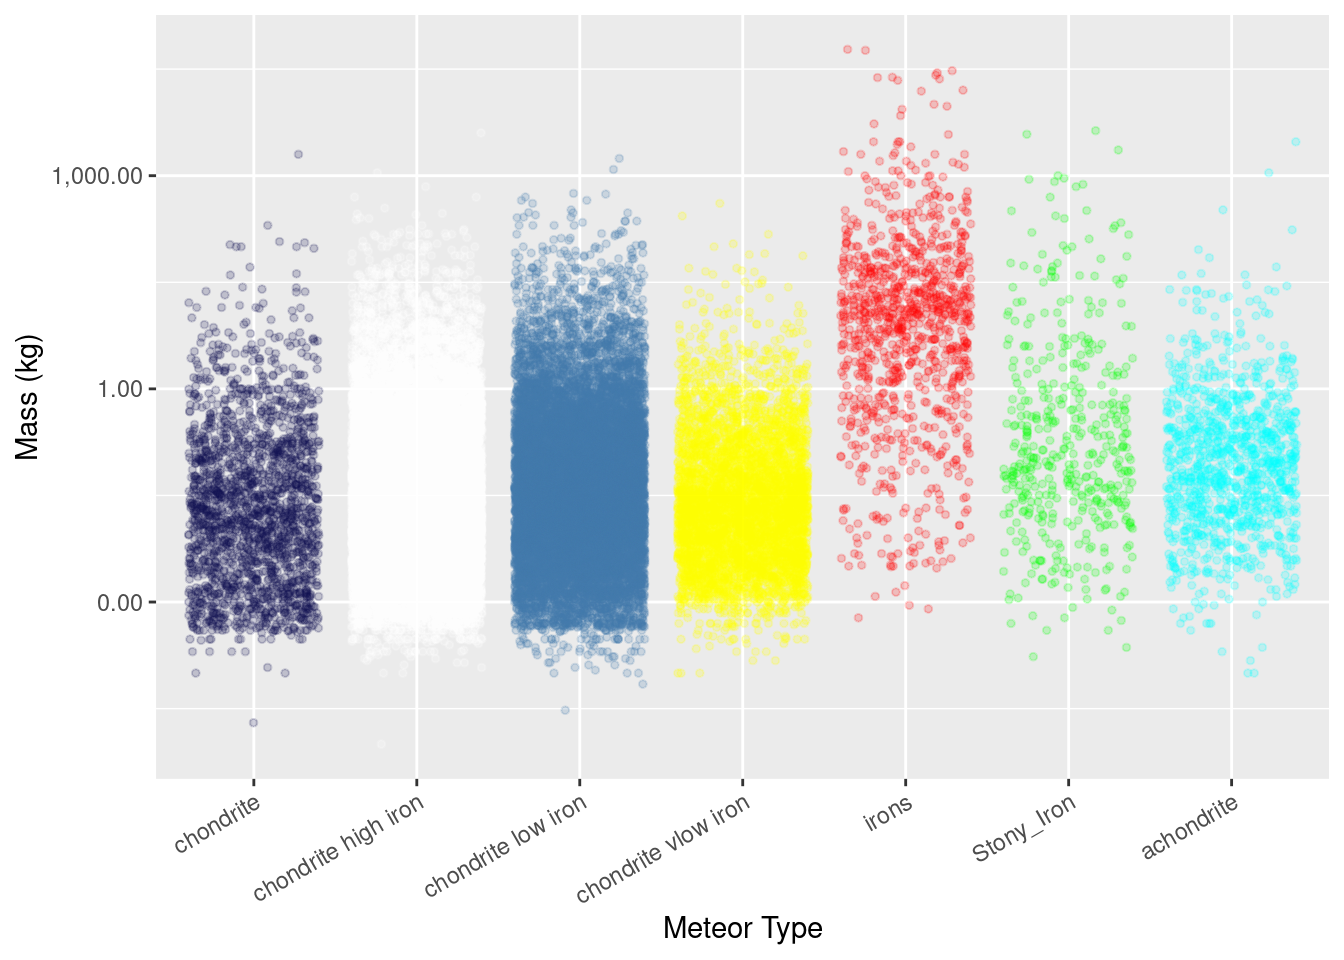 1,000.00
1.00
0.00
Mass (kg)
chondrite
chondrite high iron
chondrite low iron
chondrite vlow iron
irons
Stony_Iron
achondrite
Meteor Type